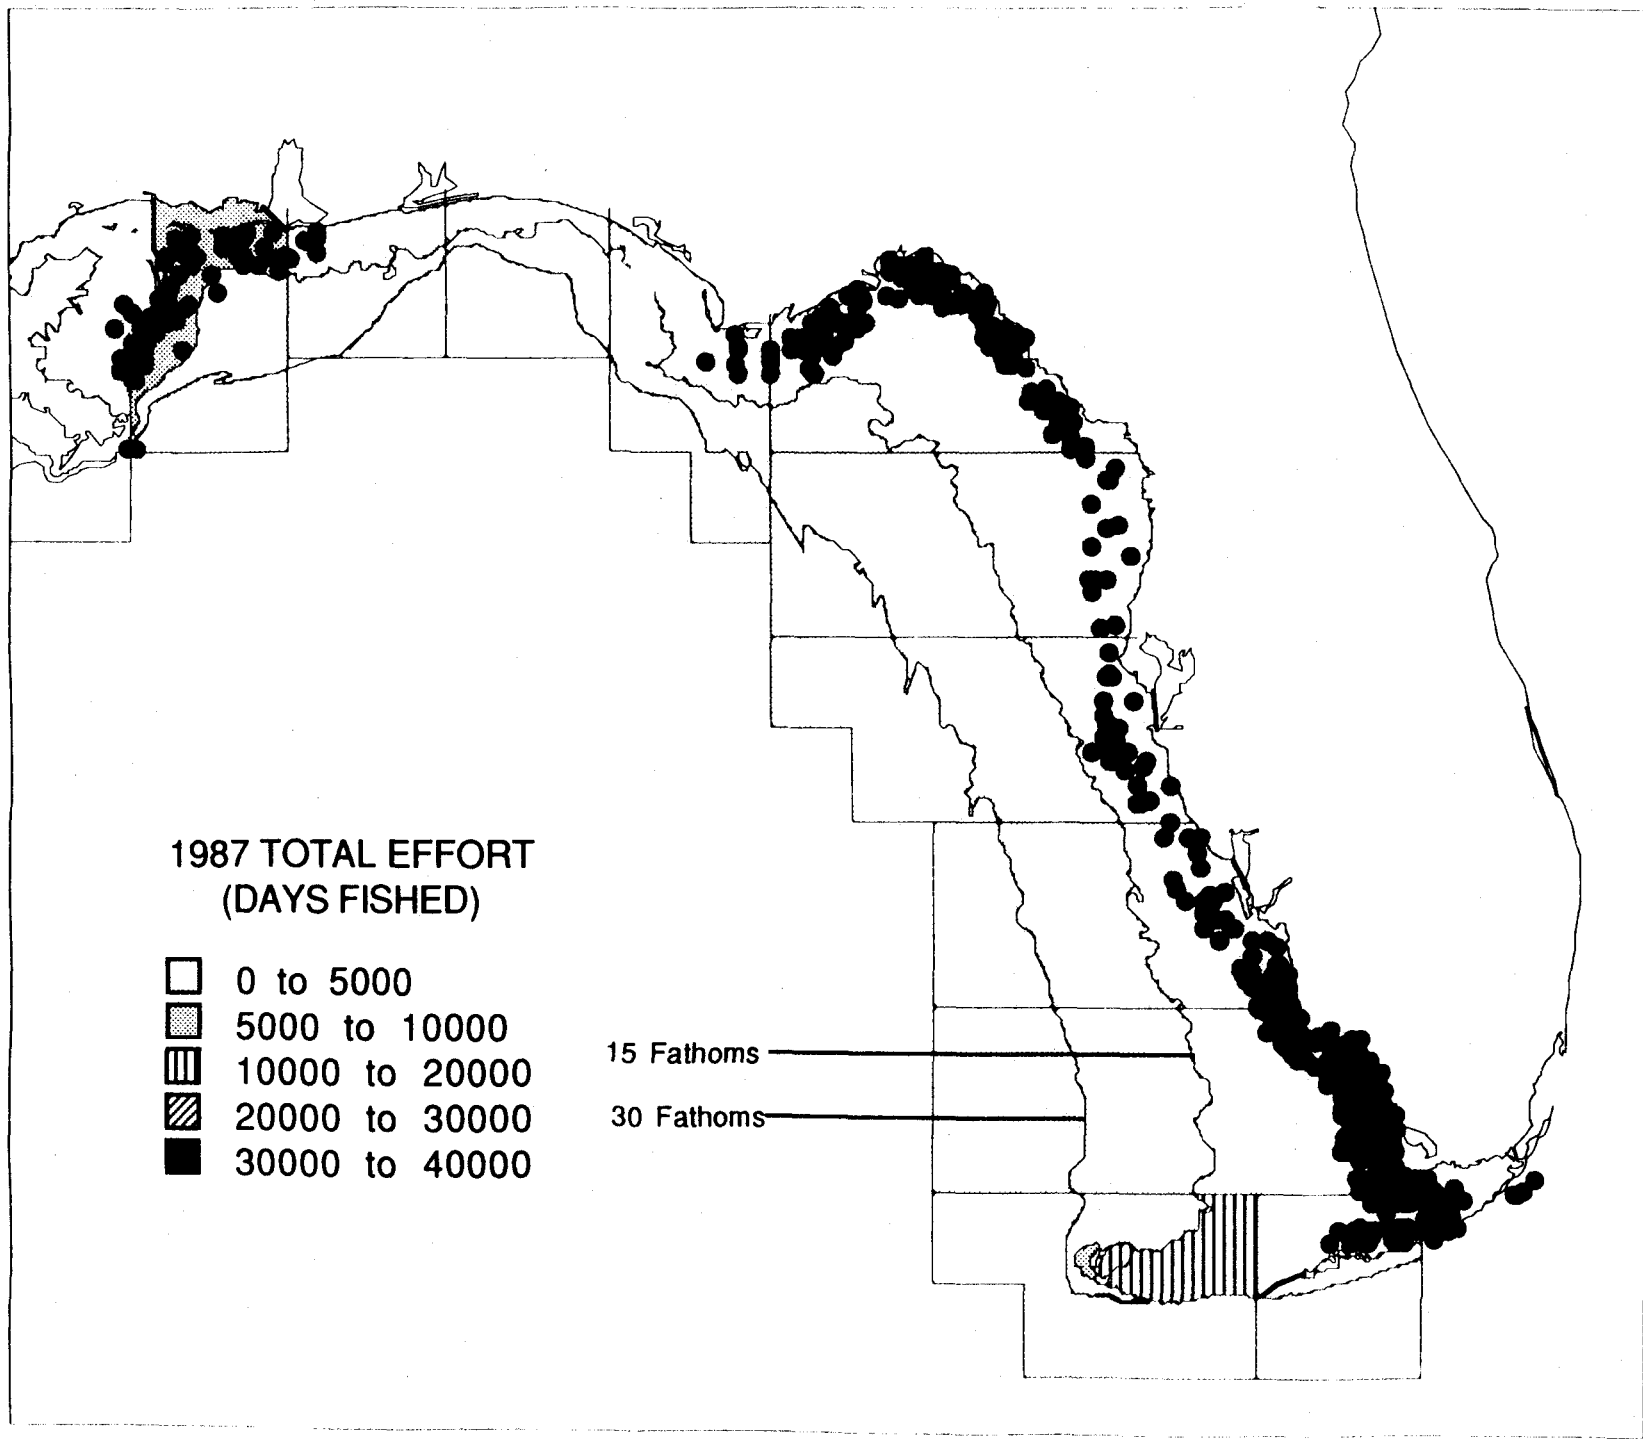 1987 TOTAL EFFORT
(DAYS FISHED)
0 to 5000
5000 to 10000
10000 to 20000
20000 to 30000
30000 to 40000
15 Fathoms
30 Fathoms